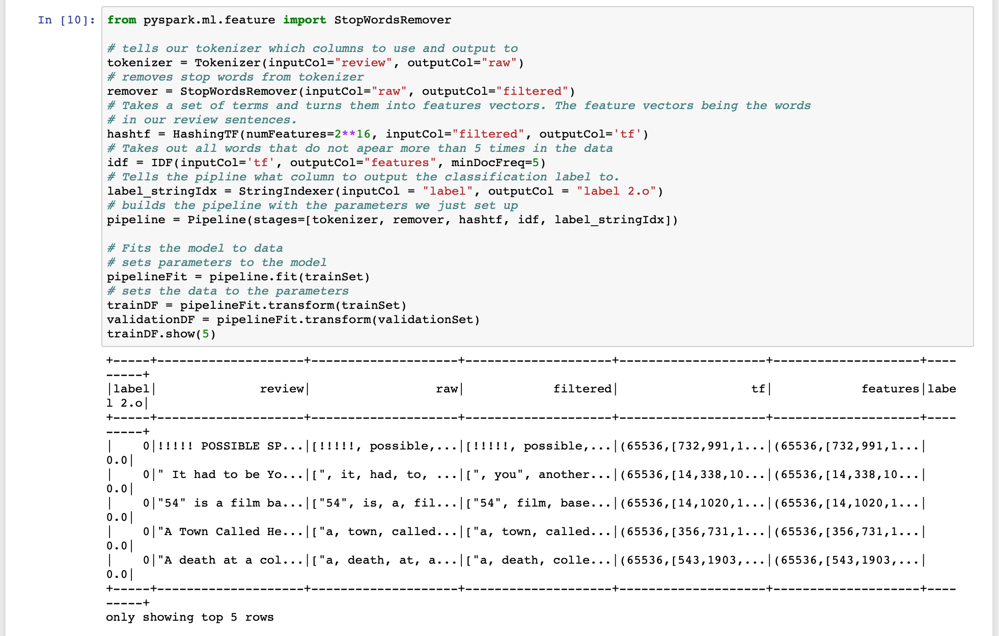 In [10]:
from pyspark.ml.feature import StopWordsRemover
# tells our tokenizer which columns to use and output to
tokenizer = Tokenizer(inputCol="review", outputCol="raw")
# removes stop words from tokenizer
remover = StopWordsRemover(inputCol="raw", outputCol="filtered")
# Takes a set of terms and turns them into features vectors. The feature vectors being the words
# in our review sentences.
hashtf = HashingTF(numFeatures=2**16, inputCol="filtered", outputCol='tf')
# Takes out all words that do not apear more than 5 times in the data
idf = IDF(inputCol='tf', outputCol="features", minDocFreq=5)
# Tells the pipline what column to output the classification label to.
label_stringIdx = StringIndexer(inputCol = "label", outputCol = "label 2.o")
# builds the pipeline with the parameters we just set up
pipeline = Pipeline(stages=[tokenizer, remover, hashtf, idf, label_stringIdx])
# Fits the model to data
# sets parameters to the model
pipelineFit = pipeline.fit(trainSet)
# sets the data to the parameters
trainDF = pipelineFit.transform(trainSet)
validationDF = pipelineFit.transform(validationSet)
trainDF.show(5)
+-----+--------------------+--------------------+--------------------+--------------------+--------------------+----
-----+
|label|              review|                 raw|            filtered|                  tf|            features|labe
l 2.o|
+-----+--------------------+--------------------+--------------------+--------------------+--------------------+----
-----+
|    0|!!!!! POSSIBLE SP...|[!!!!!, possible,...|[!!!!!, possible,...|(65536,[732,991,1...|(65536,[732,991,1...|
0.0|
|    0|" It had to be Yo...|[", it, had, to, ...|[", you", another...|(65536,[14,338,10...|(65536,[14,338,10...|
0.0|
|    0|"54" is a film ba...|["54", is, a, fil...|["54", film, base...|(65536,[14,1020,1...|(65536,[14,1020,1...|
0.0|
|    0|"A Town Called He...|["a, town, called...|["a, town, called...|(65536,[356,731,1...|(65536,[356,731,1...|
0.0|
|    0|"A death at a col...|["a, death, at, a...|["a, death, colle...|(65536,[543,1903,...|(65536,[543,1903,...|
0.0|
+-----+--------------------+--------------------+--------------------+--------------------+--------------------+----
-----+
only showing top 5 rows